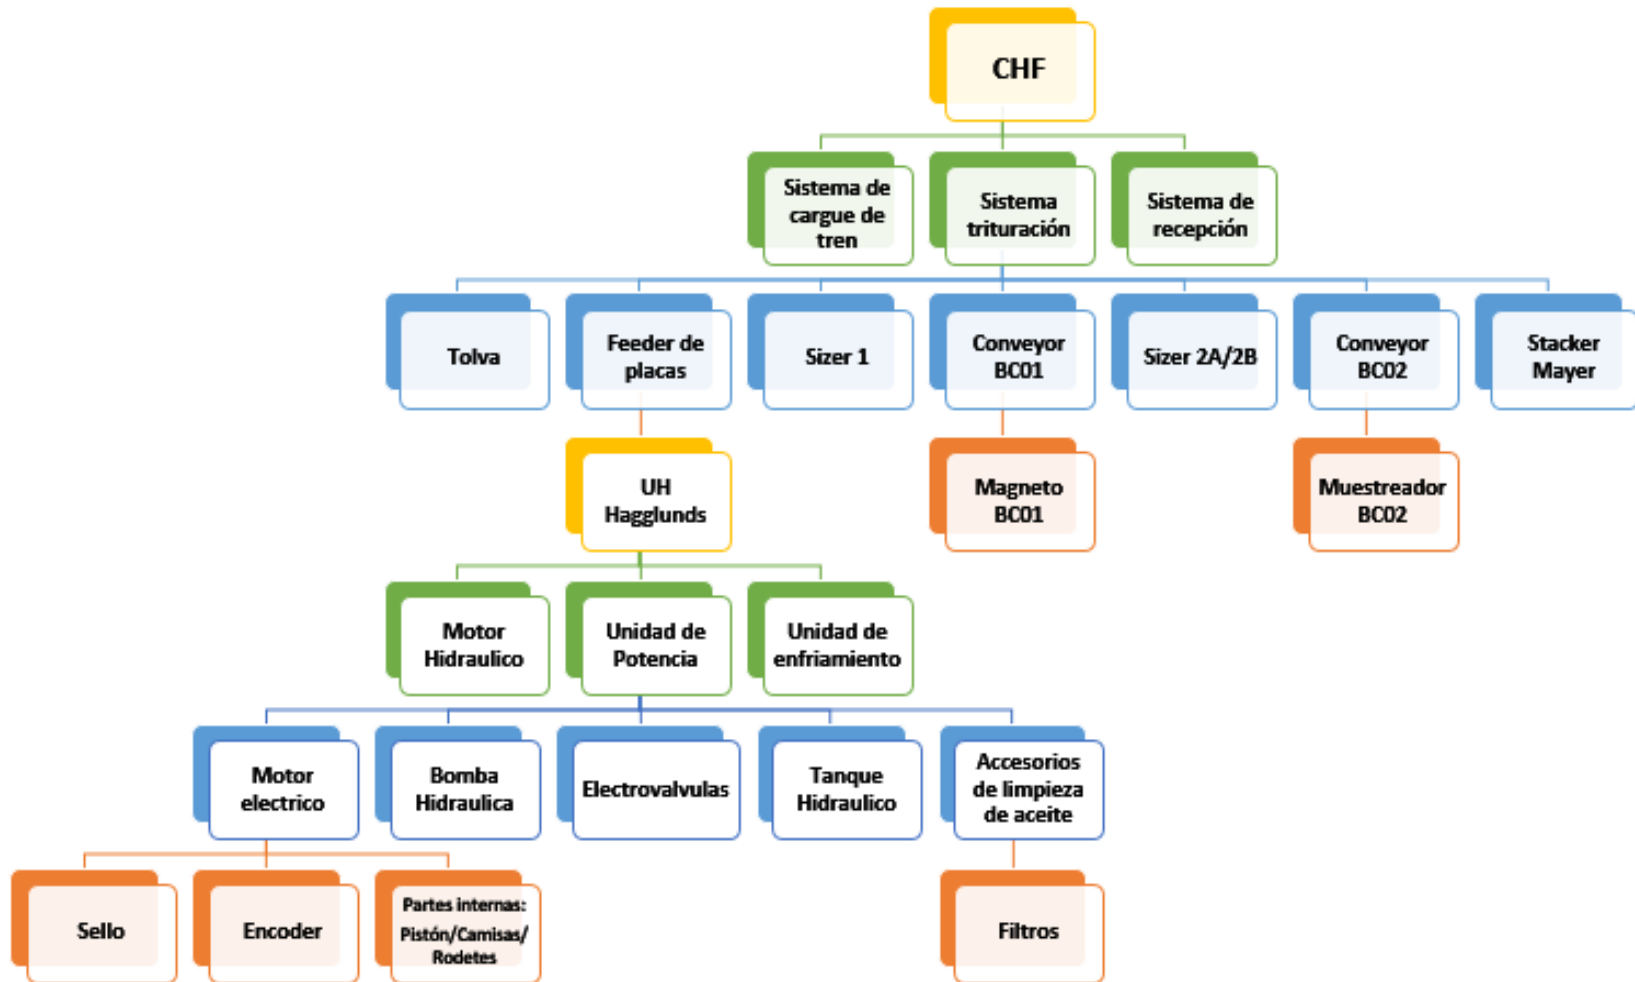 CHF
Sistema de
cargue de
tren
Sistema
trituración
Sistema de
recepción
Tolva
Feeder de
placas
Sizer 1
Conveyor
BC01
Sizer 2A/2B
Conveyor
BC02
Stacker
Mayer
UH
Hagglunds
Magneto
BC01
Muestreador
BC02
Motor
Hidraulico
Unidad de
Potencia
Unidad de
enfriamiento
Motor
electrico
Bomba
Hidraulica
Electrovalvulas
Tanque
Hidraulico
Accesorios
de limpieza
de aceite
Sello
Encoder
Partes internas:
Pistón/Camisas/
Rodetes
Filtros